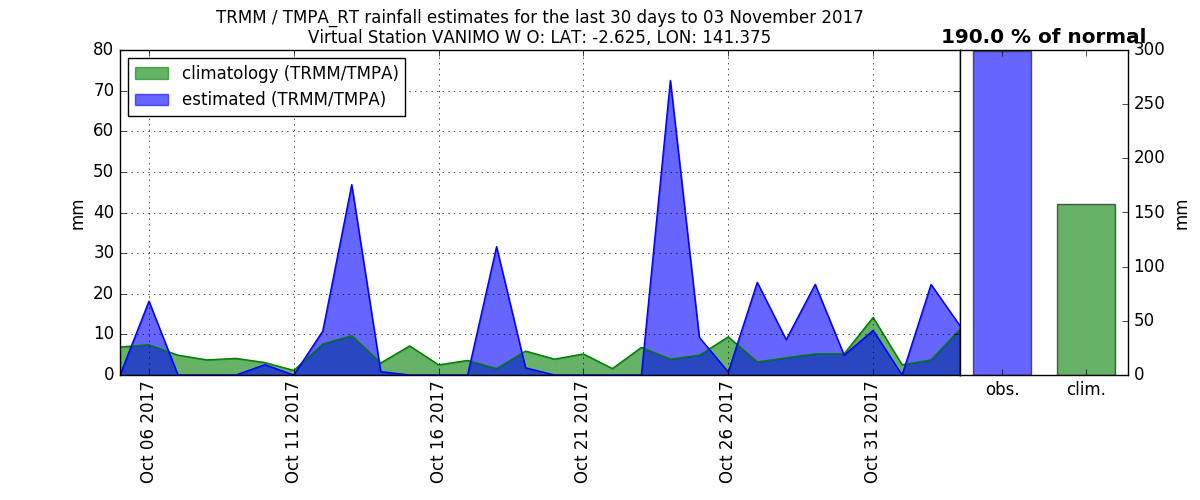 TRMM / TMPA_RT rainfall estimates for the last 30 days to 03 November 2017
Virtual Station VANIMO W O: LAT: -2.625, LON: 141.375
190.0 % of normal
climatology (TRMM/TMPA)
estimated (TRMM/TMPA)
80
70
60
50
40
30
20
10
0
mm
Oct 06 2017
Oct 11 2017
Oct 16 2017
Oct 21 2017
Oct 26 2017
Oct 31 2017
300
250
200
150
100
50
0
mm
obs.
clim.